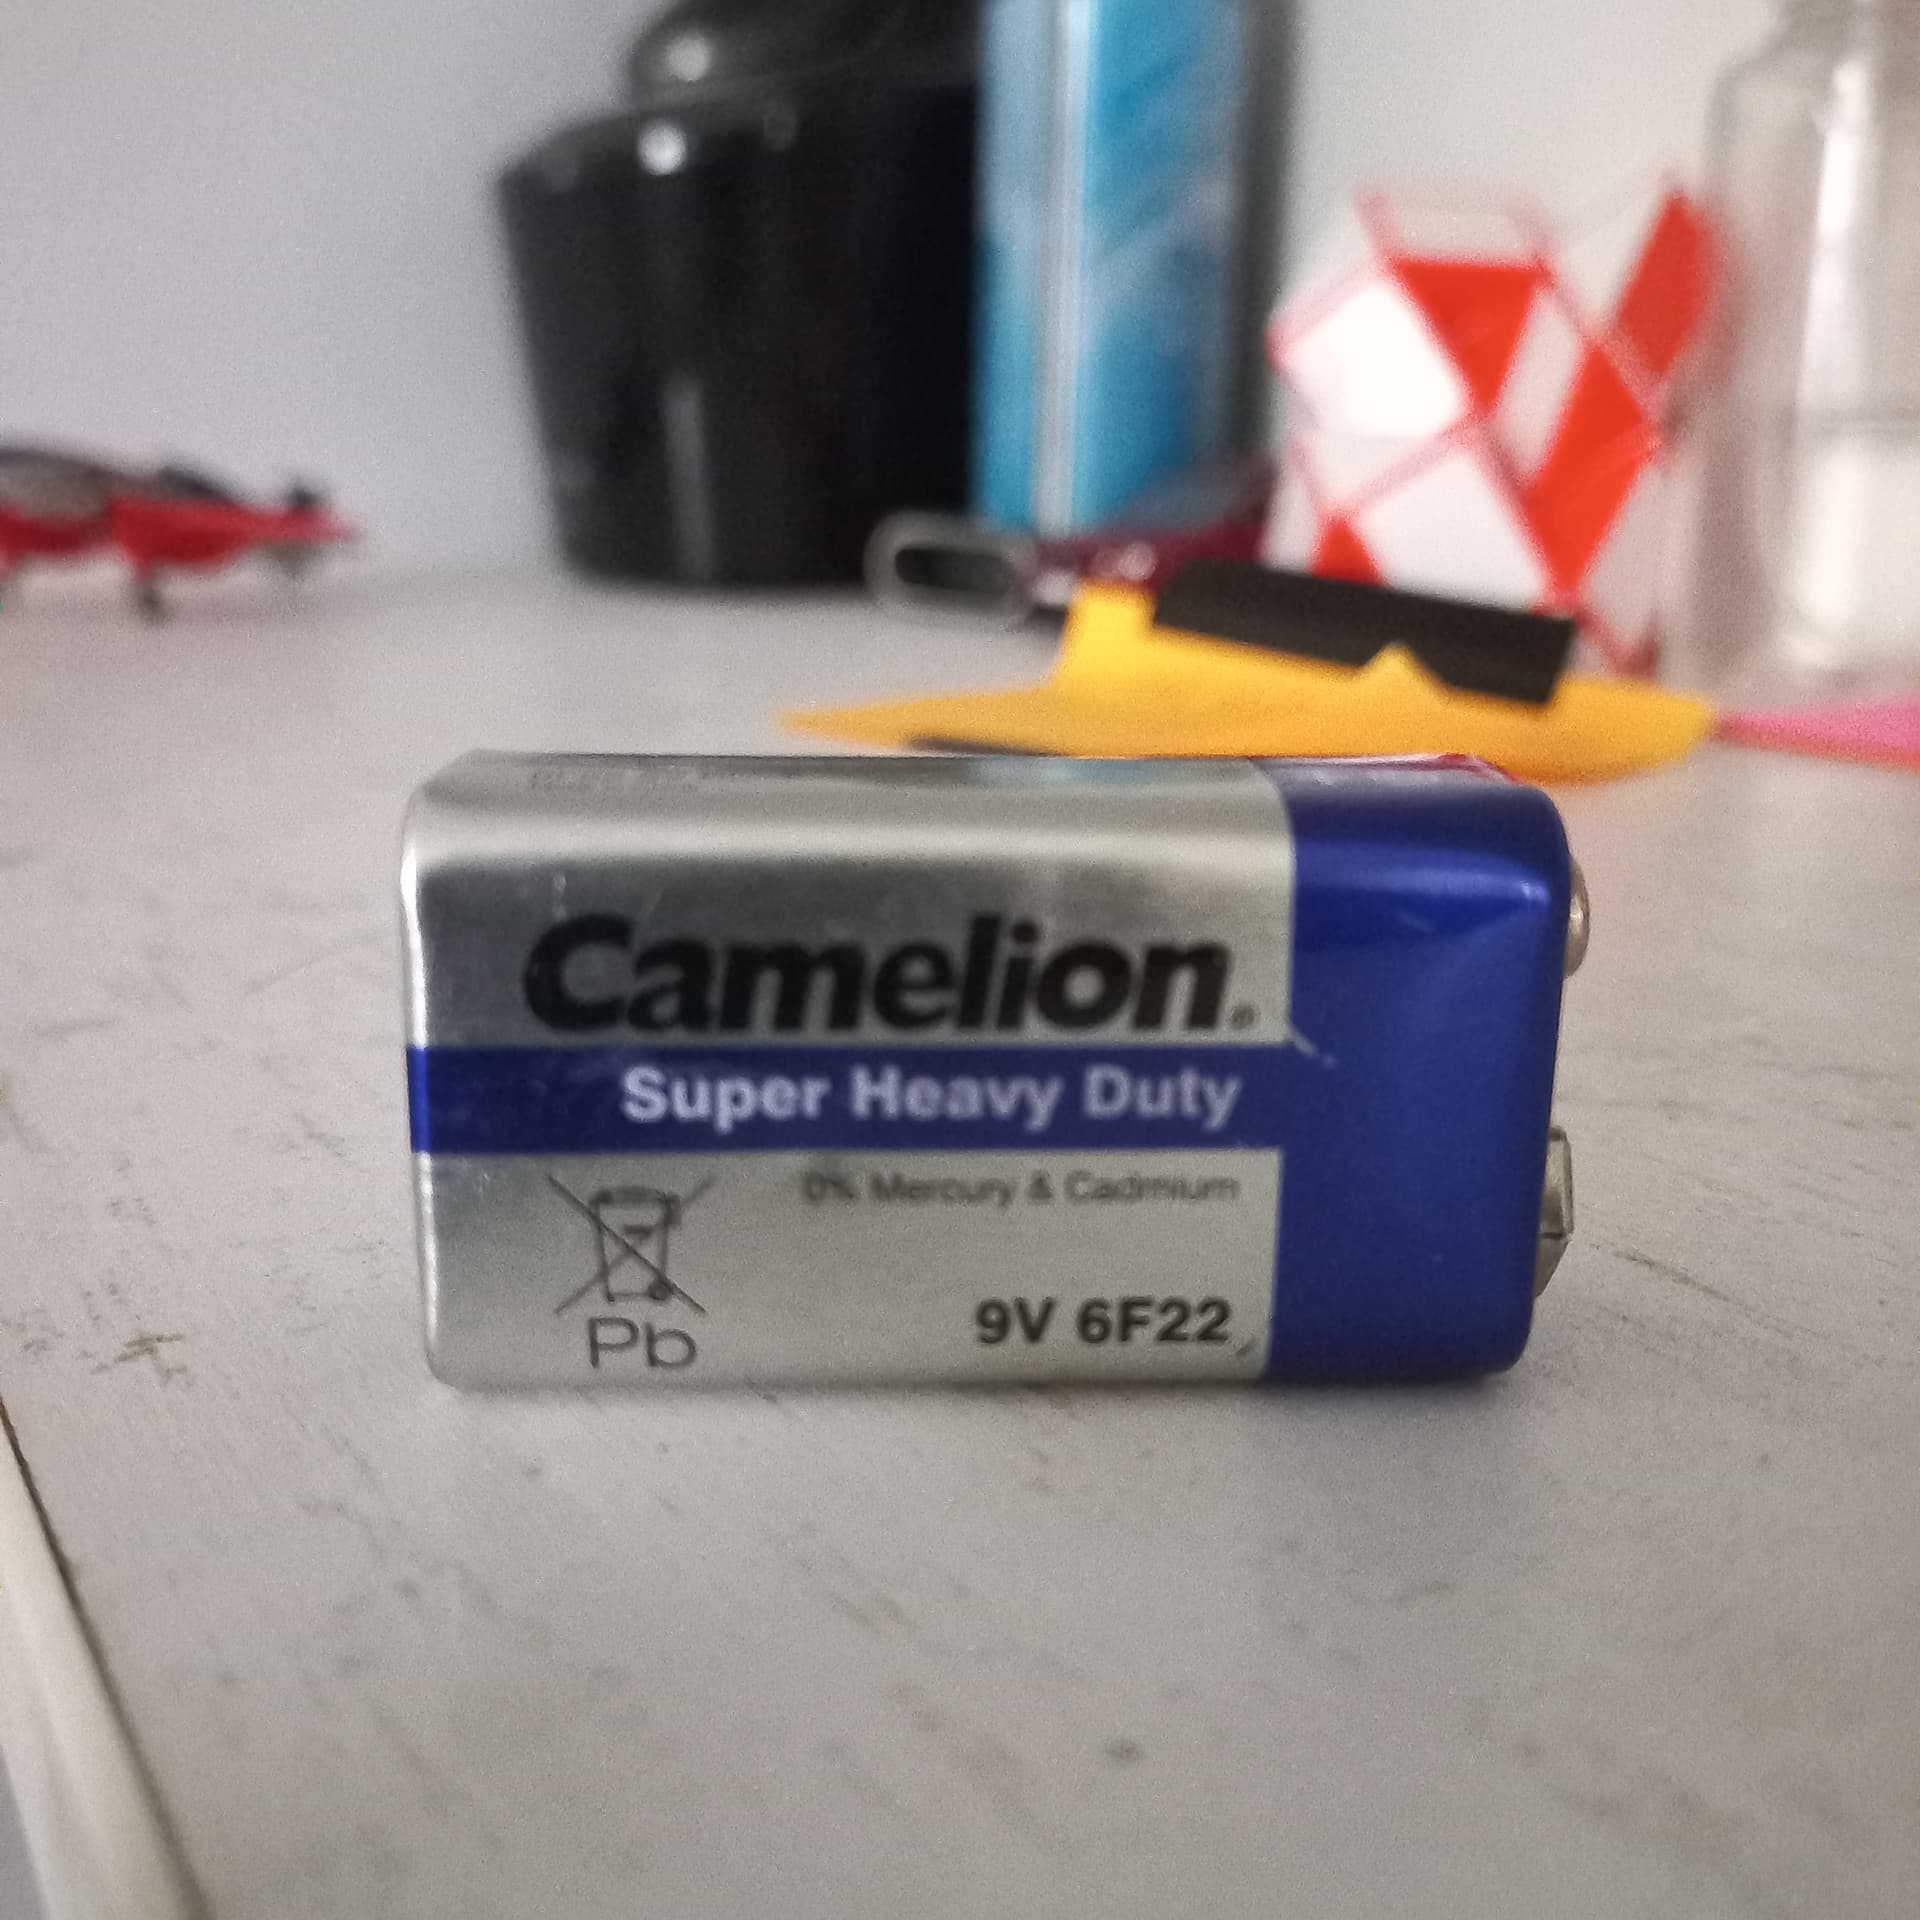 Camelion®
Super Heavy Duty
0% Mercury & Cadmium
Pb
9V 6F22